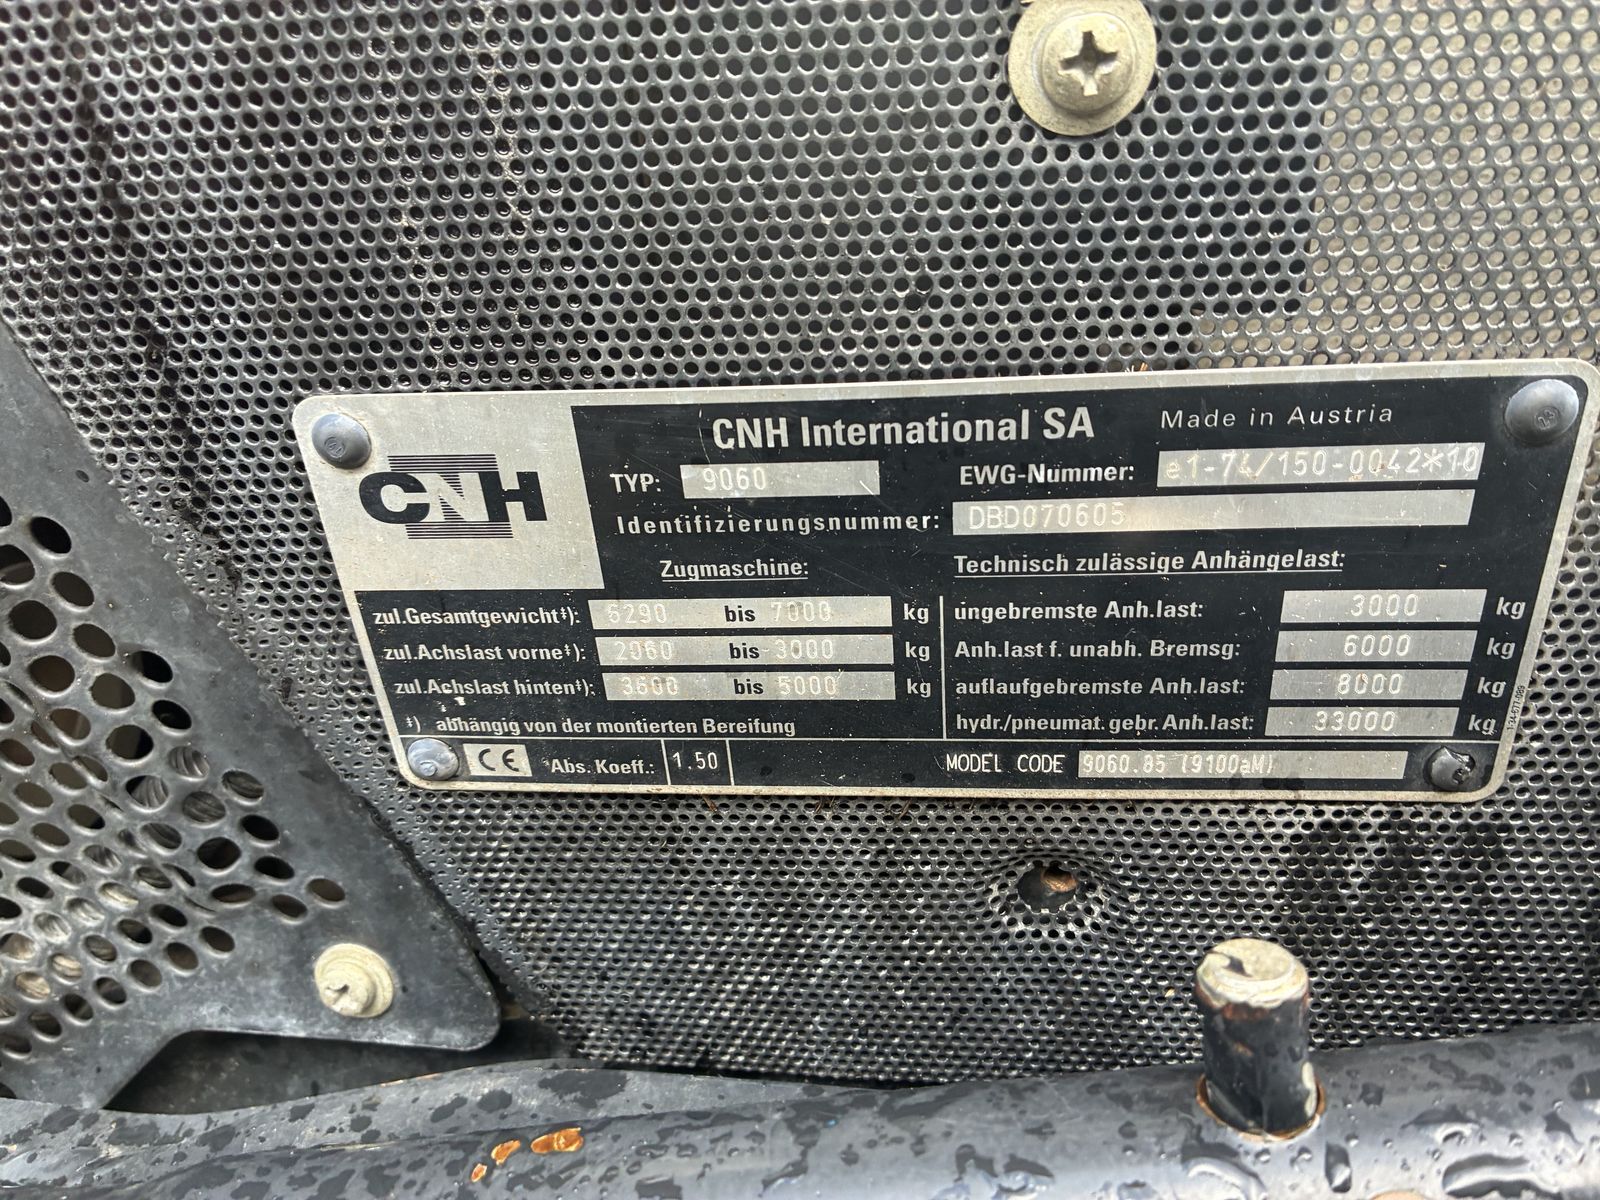 CNH International SA Made in Austria
CNH
TYP: 9060 EWG-Nummer: e1-74/150-0042*10
Identifizierungsnummer: DBD070605
Zugmaschine: Technisch zulässige Anhängelast:
zul.Gesamtgewicht*): 6290 bis 7000 kg ungebremste Anh.last: 3000 kg
zul.Achslast vorne*): 2960 bis 3000 kg Anh.last f. unabh. Bremsg: 6000 kg
zul.Achslast hinten*): 3600 bis 5000 kg auflaufgebremste Anh.last: 8000 kg
*) abhängig von der montierten Bereifung hydr./pneumat. gebr. Anh.last: 33000 kg
CE Abs. Koeff.: 1.50 MODEL CODE 9060.85 (9100aM)